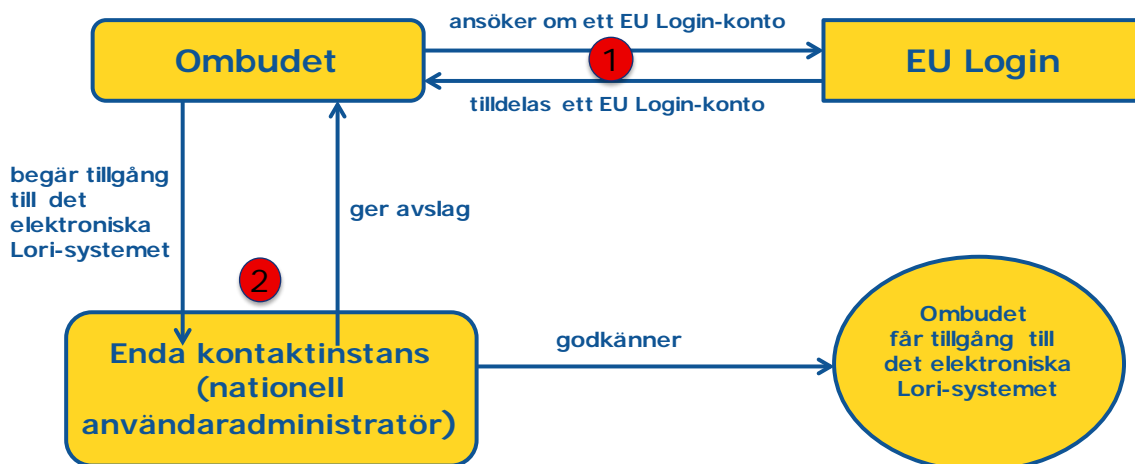 ansöker om ett EU Login-konto
Ombudet
1
EU Login
tilldelas ett EU Login-konto
begär tillgång
till det
elektroniska
Lori-systemet
ger avslag
2
Enda kontaktinstans
(nationell
användaradministratör)
godkänner
Ombudet
får tillgång till
det elektroniska
Lori-systemet